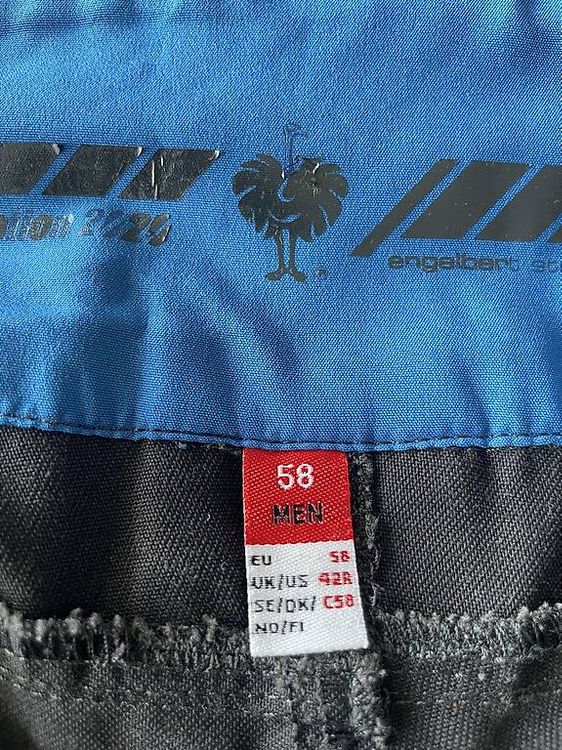 engelbert
®
58
MEN
EU 58
UK/US 42R
SE/DK/ C58
NO/FI